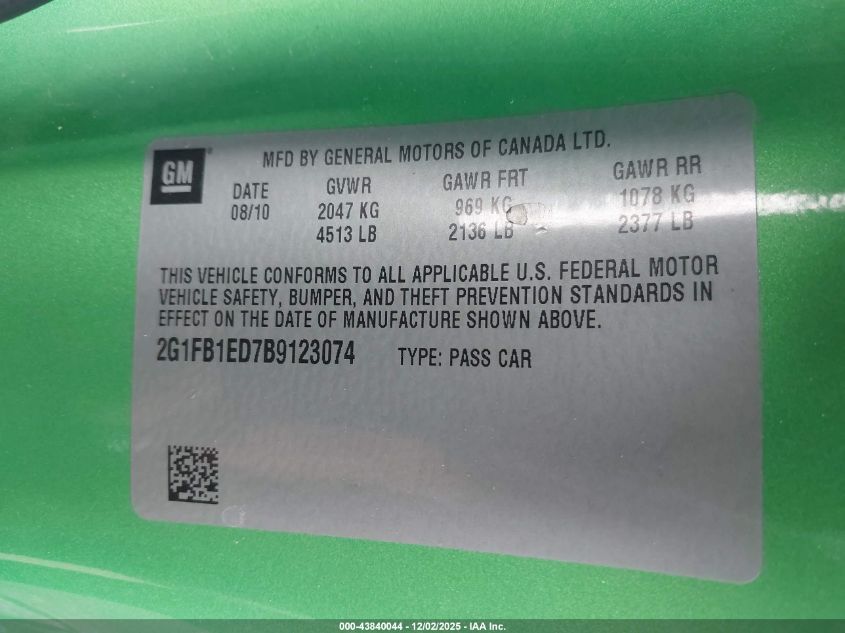 GM
MFD BY GENERAL MOTORS OF CANADA LTD.
DATE GVWR GAWR FRT GAWR RR
08/10 2047 KG 969 KG 1078 KG
4513 LB 2136 LB 2377 LB
THIS VEHICLE CONFORMS TO ALL APPLICABLE U.S. FEDERAL MOTOR
VEHICLE SAFETY, BUMPER, AND THEFT PREVENTION STANDARDS IN
EFFECT ON THE DATE OF MANUFACTURE SHOWN ABOVE.
2G1FB1ED7B9123074 TYPE: PASS CAR
000-43840044 - 12/02/2025 - IAA Inc.